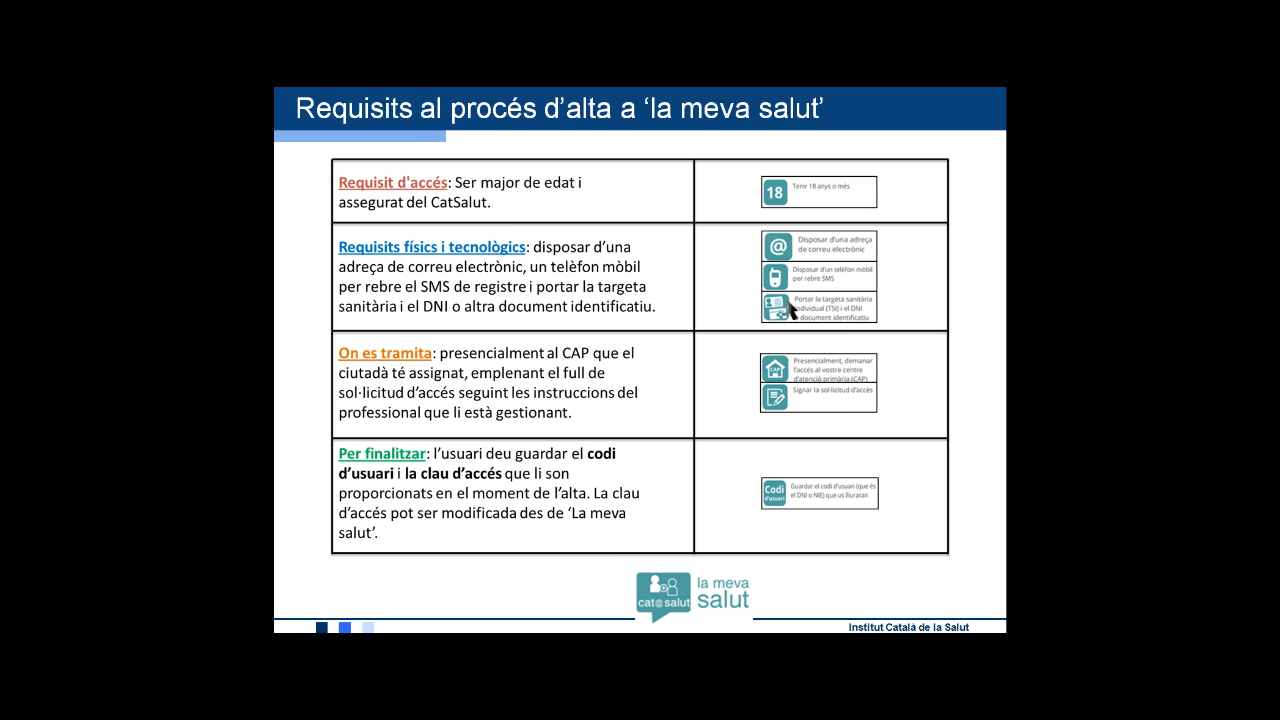 Requisits al procés d’alta a ‘la meva salut’
Requisit d'accés: Ser major de edat i
assegurat del CatSalut.
18
Tenir 18 anys o més
Requisits físics i tecnològics: disposar d’una
adreça de correu electrònic, un telèfon mòbil
per rebre el SMS de registre i portar la targeta
sanitària i el DNI o altra document identificatiu.
@
Disposar d'una adreça
de correu electrònic
Disposar d'un telèfon mòbil
per rebre SMS
Portar la targeta sanitària
individual (TSI) i el DNI
document identificatiu
On es tramita: presencialment al CAP que el
ciutadà té assignat, emplenant el full de
sol·licitud d’accés seguint les instruccions del
professional que li està gestionant.
CAP
Presencialment, demanar
l'accés al vostre centre
d'atenció primària (CAP)
Signar la sol·licitud d'accés
Per finalitzar: l’usuari deu guardar el codi
d’usuari i la clau d’accés que li son
proporcionats en el moment de l’alta. La clau
d’accés pot ser modificada des de ‘La meva
salut’.
Codi
d'usuari
Guardar el codi d'usuari (que és
el DNI o NIE) que us lliuraran
cat@salut
la meva
salut
Institut Català de la Salut